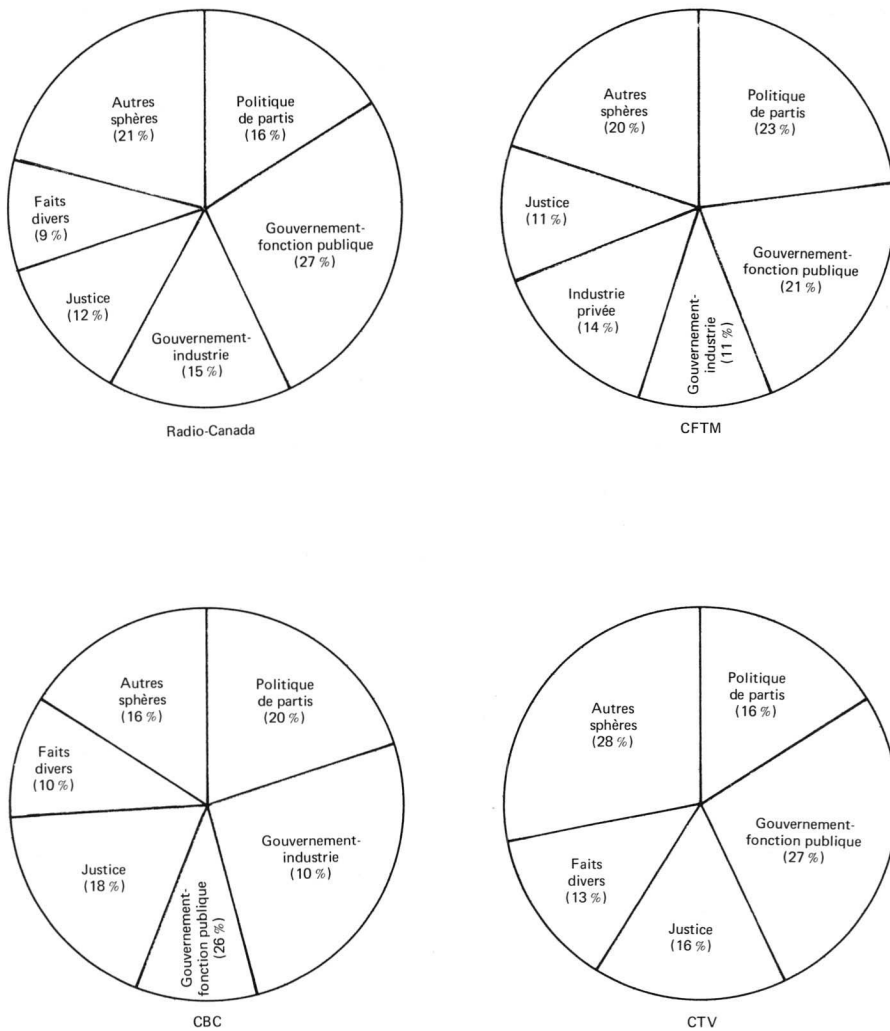 Autres
sphères
(21 %)
Politique
de partis
(16 %)
Faits
divers
(9 %)
Gouvernement-
fonction publique
(27 %)
Justice
(12 %)
Gouvernement-
industrie
(15 %)
Radio-Canada
Autres
sphères
(20 %)
Politique
de partis
(23 %)
Justice
(11 %)
Gouvernement-
fonction publique
(21 %)
Industrie
privée
(14 %)
Gouvernement-
industrie
(11 %)
CFTM
Autres
sphères
(16 %)
Politique
de partis
(20 %)
Faits
divers
(10 %)
Gouvernement-
industrie
(10 %)
Justice
(18 %)
Gouvernement-
fonction publique
(26 %)
CBC
Autres
sphères
(28 %)
Politique
de partis
(16 %)
Gouvernement-
fonction publique
(27 %)
Faits
divers
(13 %)
Justice
(16 %)
CTV